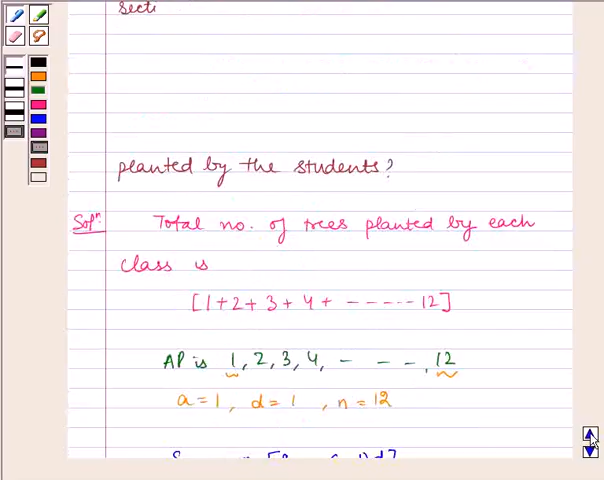 secti
planted by the students?
Solⁿ. Total no. of trees planted by each
class is
[1+2+3+4+ ----- 12]
AP is 1, 2, 3, 4, - - - , 12
a = 1 , d = 1 , n = 12